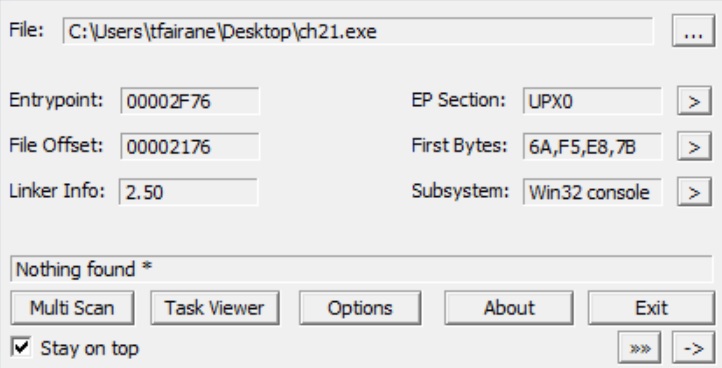 File: C:\Users\tfairane\Desktop\ch21.exe ...
Entrypoint: 00002F76 EP Section: UPX0 >
File Offset: 00002176 First Bytes: 6A,F5,E8,7B >
Linker Info: 2.50 Subsystem: Win32 console >
Nothing found *
Multi Scan Task Viewer Options About Exit
Stay on top »» ->